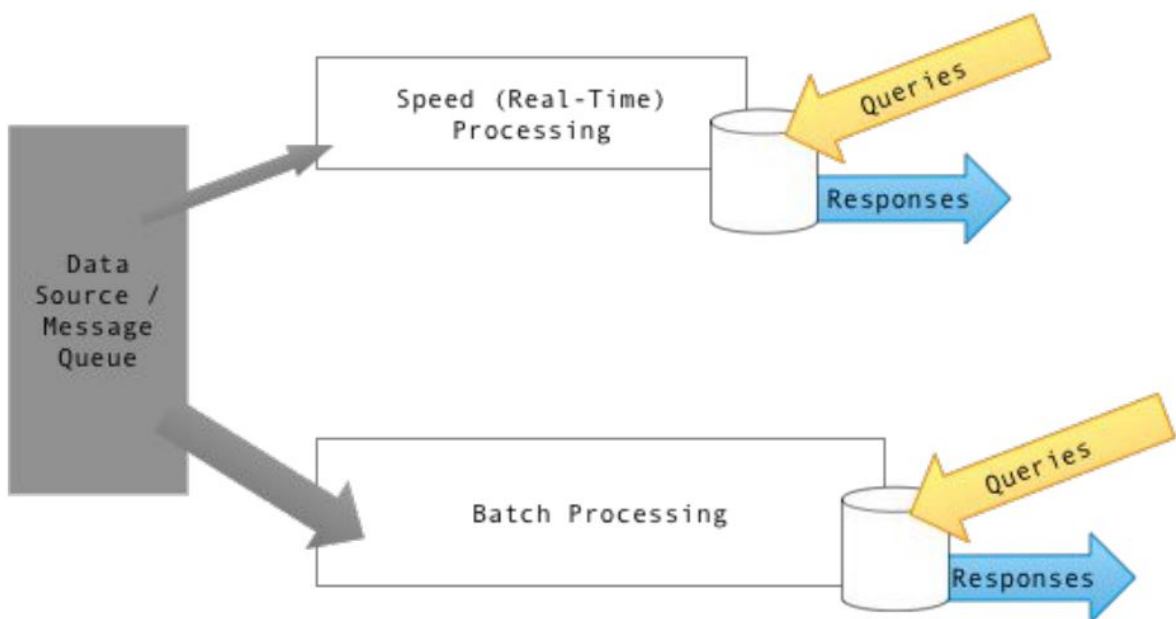 Speed (Real-Time)
Processing
Queries
Responses
Data
Source /
Message
Queue
Batch Processing
Queries
Responses